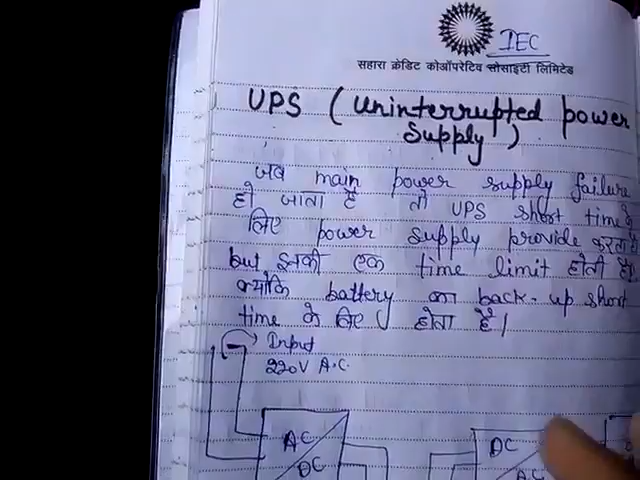 IEC
सहारा क्रेडिट कोऑपरेटिव सोसाइटी लिमिटेड
UPS (Uninterrupted power
Supply)
जब main power supply failure
हो जाता है तो UPS short time के
लिए power supply provide करता है
but इसकी एक time limit होती है।
क्योकि battery का back-up short
time के लिए होता है।
Input
220V A.C.
AC
DC
DC
AC